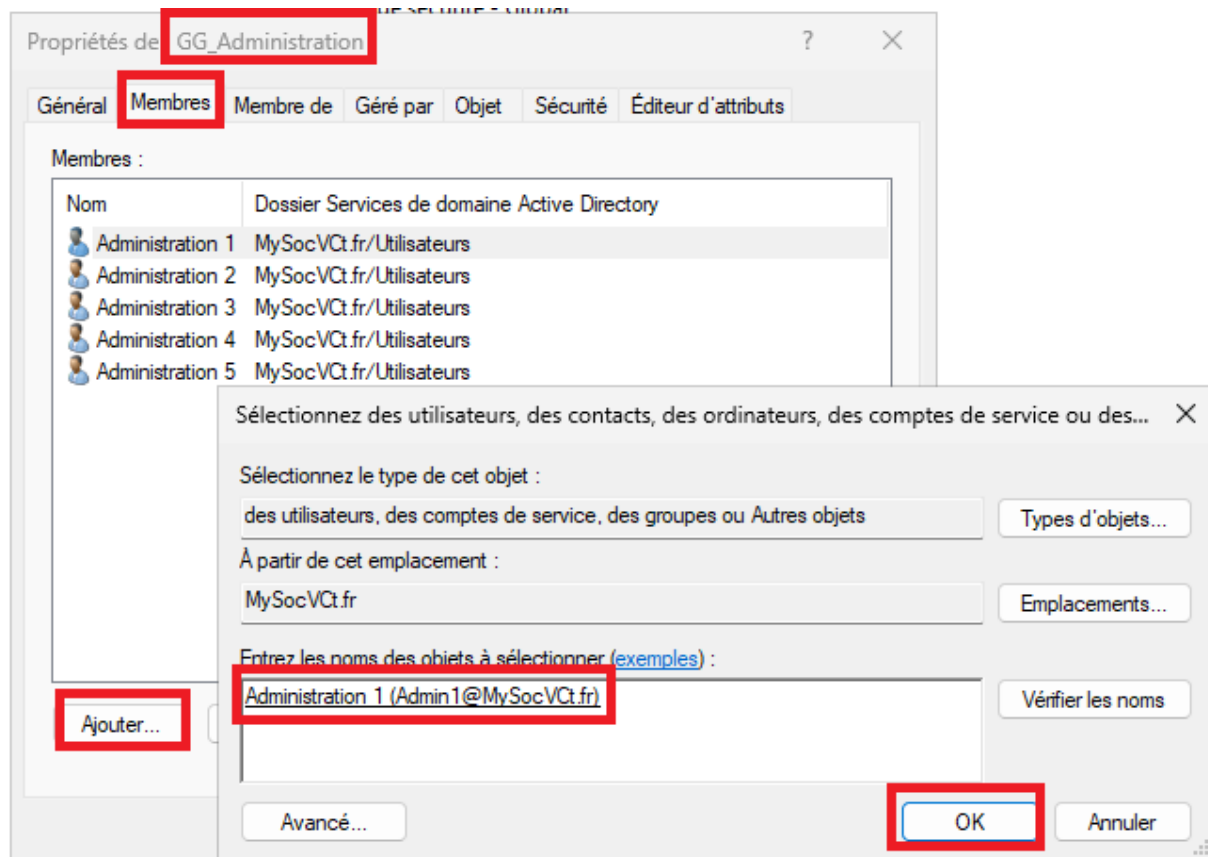 de sécurité - Global
Propriétés de GG_Administration ? ×
Général Membres Membre de Géré par Objet Sécurité Éditeur d'attributs
Membres :
Nom Dossier Services de domaine Active Directory
Administration 1 MySocVCt.fr/Utilisateurs
Administration 2 MySocVCt.fr/Utilisateurs
Administration 3 MySocVCt.fr/Utilisateurs
Administration 4 MySocVCt.fr/Utilisateurs
Administration 5 MySocVCt.fr/Utilisateurs
Sélectionnez des utilisateurs, des contacts, des ordinateurs, des comptes de service ou des... ×
Sélectionnez le type de cet objet :
des utilisateurs, des comptes de service, des groupes ou Autres objets Types d'objets...
À partir de cet emplacement :
MySocVCt.fr Emplacements...
Entrez les noms des objets à sélectionner (exemples) :
Administration 1 (Admin1@MySocVCt.fr) Vérifier les noms
Ajouter...
Avancé... OK Annuler